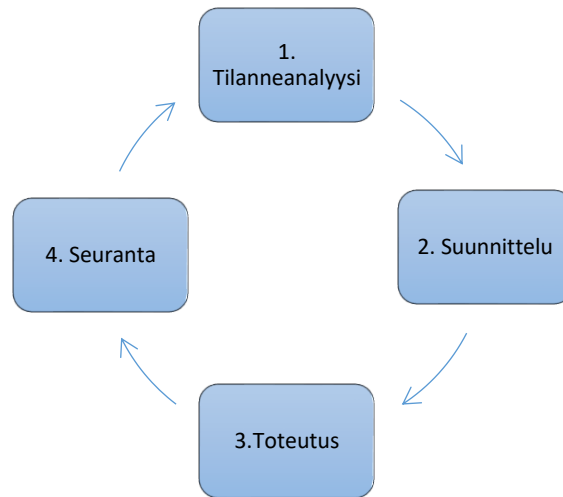 1.
Tilanneanalyysi
2. Suunnittelu
3.Toteutus
4. Seuranta